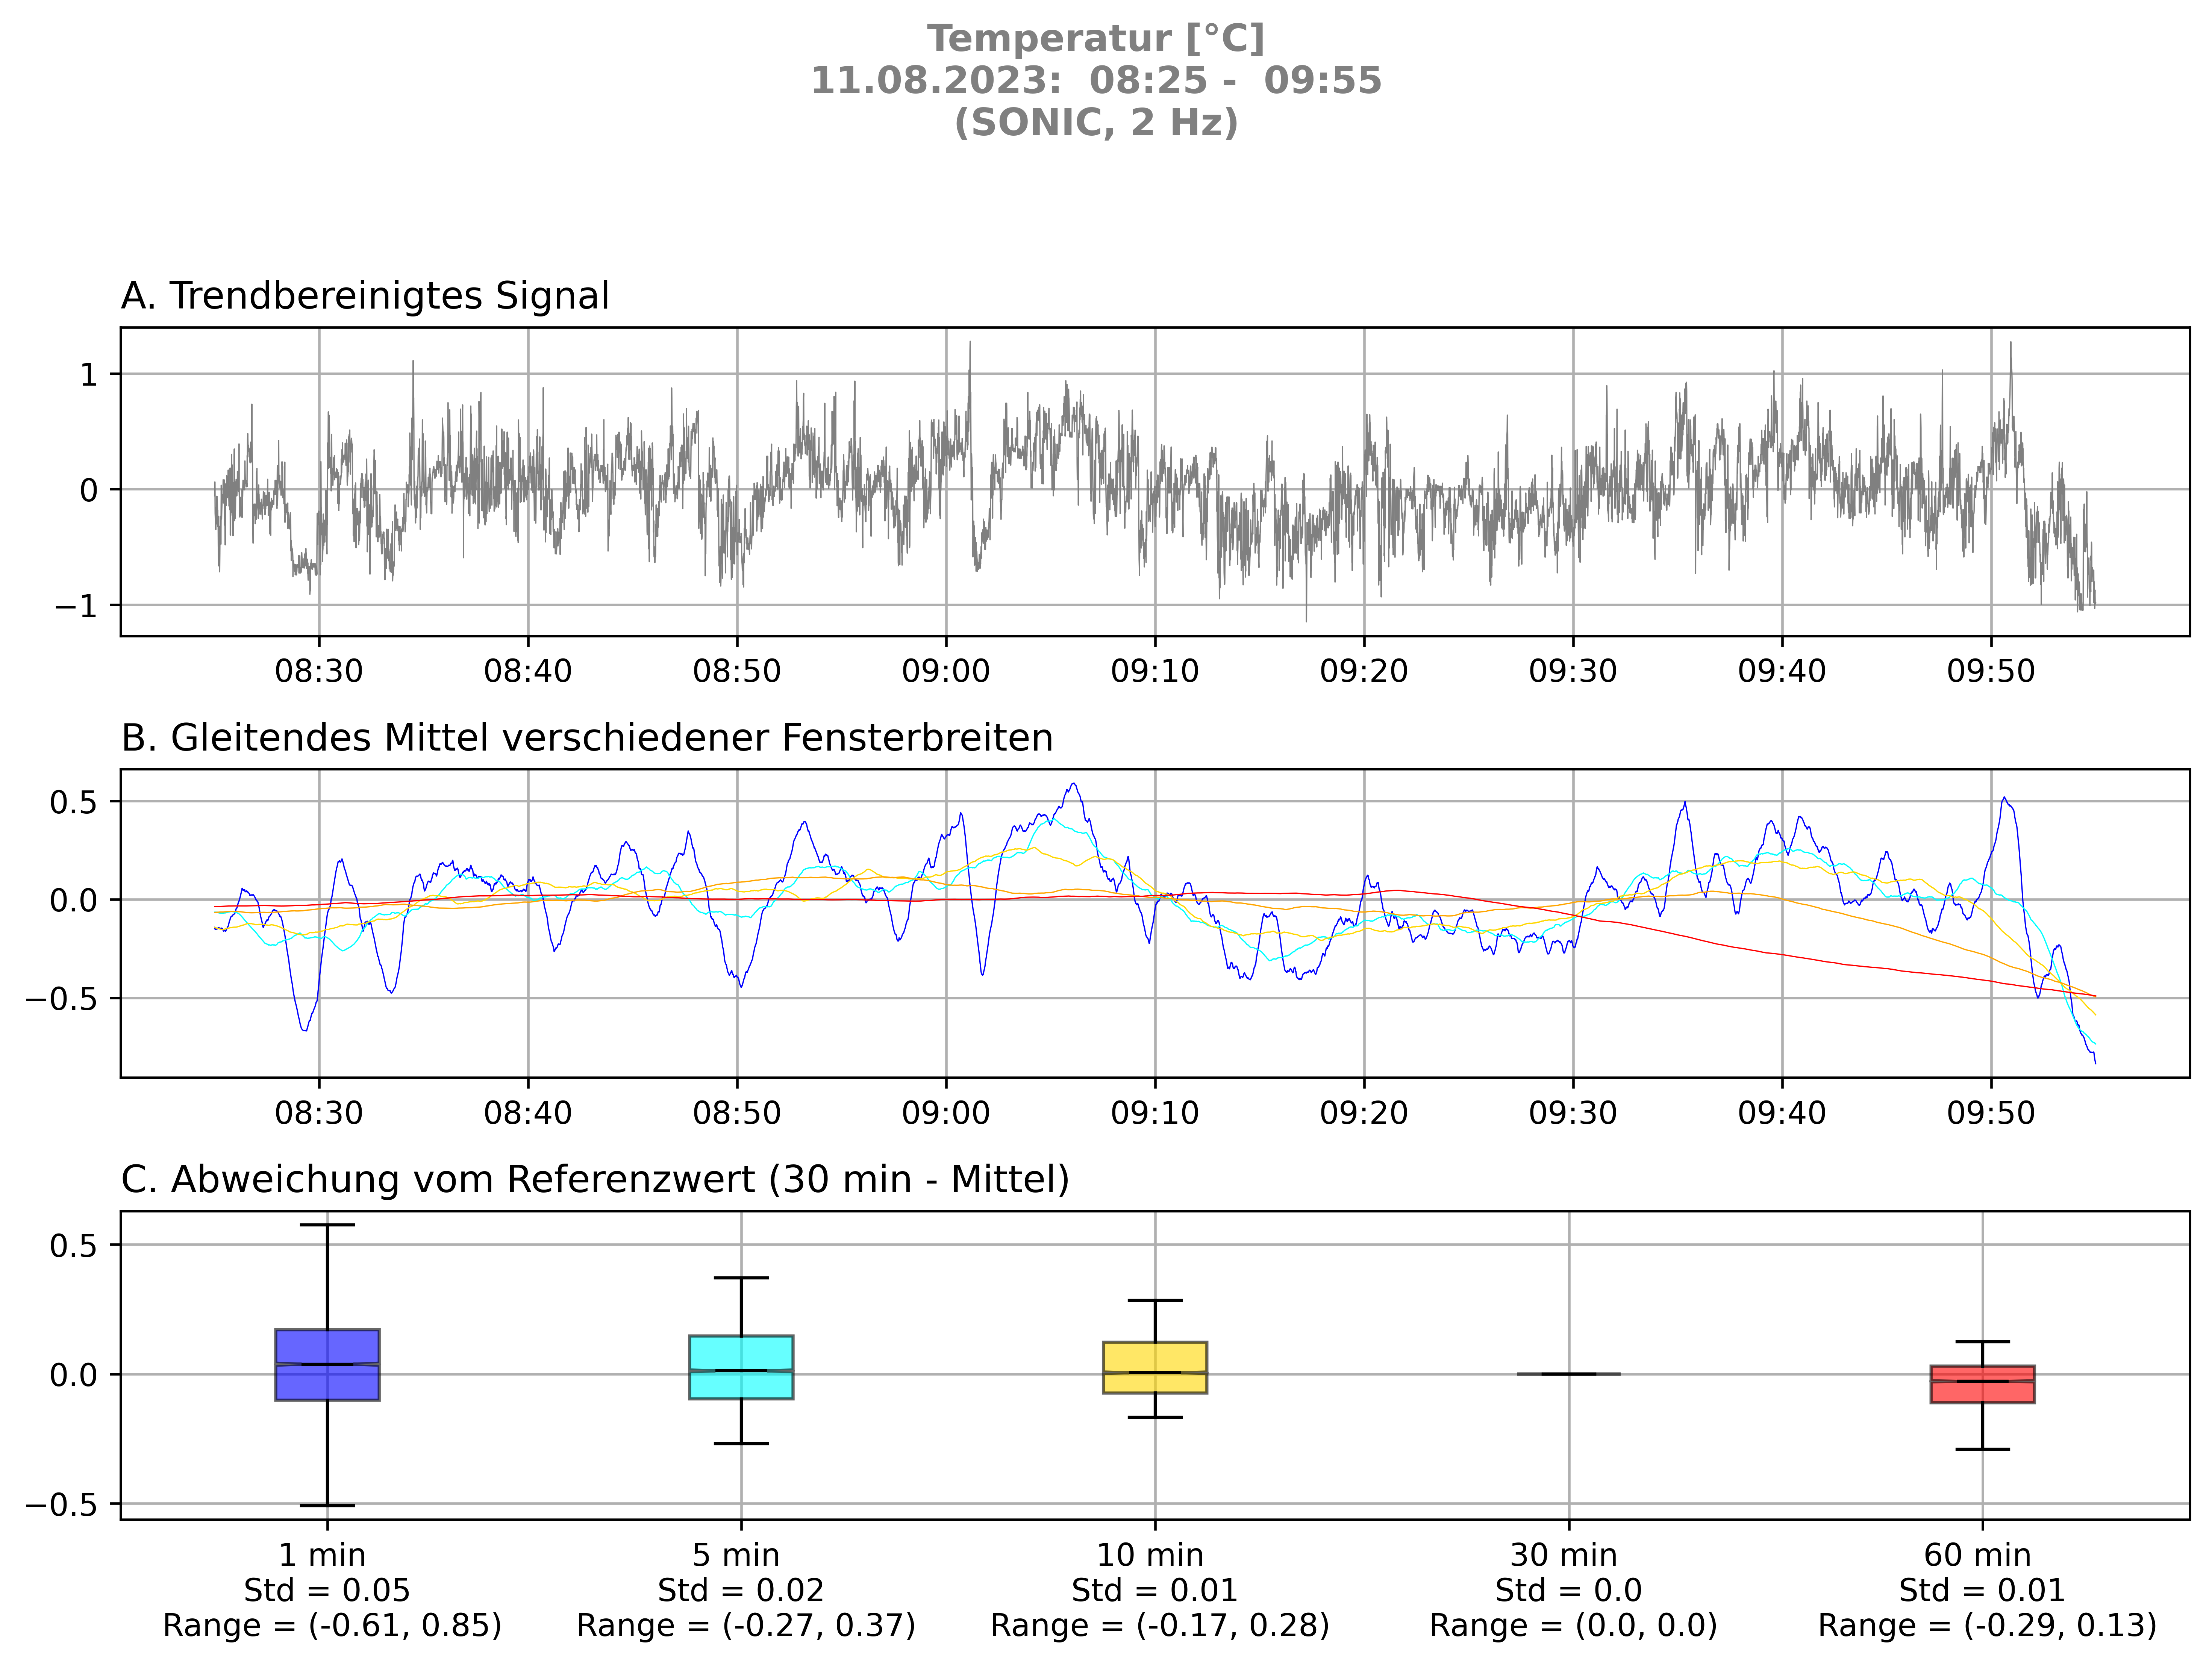 Temperatur [°C]
11.08.2023:  08:25 -  09:55
(SONIC, 2 Hz)
A. Trendbereinigtes Signal
1
0
−1
08:30 08:40 08:50 09:00 09:10 09:20 09:30 09:40 09:50
B. Gleitendes Mittel verschiedener Fensterbreiten
0.5
0.0
−0.5
08:30 08:40 08:50 09:00 09:10 09:20 09:30 09:40 09:50
C. Abweichung vom Referenzwert (30 min - Mittel)
0.5
0.0
−0.5
1 min 5 min 10 min 30 min 60 min
Std = 0.05 Std = 0.02 Std = 0.01 Std = 0.0 Std = 0.01
Range = (-0.61, 0.85) Range = (-0.27, 0.37) Range = (-0.17, 0.28) Range = (0.0, 0.0) Range = (-0.29, 0.13)